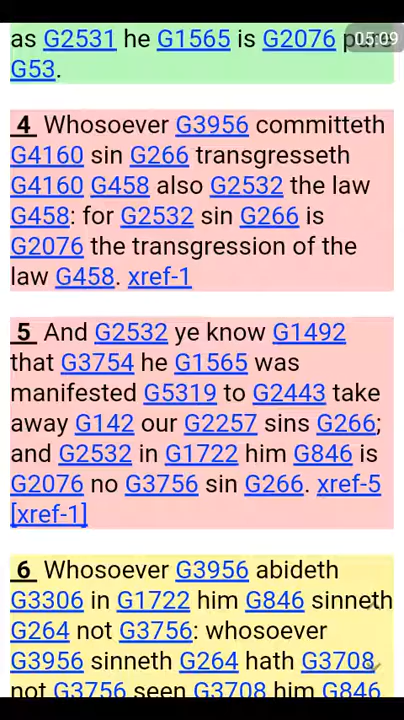 as G2531 he G1565 is G2076
05:09
G53.
4 Whosoever G3956 committeth
G4160 sin G266 transgresseth
G4160 G458 also G2532 the law
G458: for G2532 sin G266 is
G2076 the transgression of the
law G458. xref-1
5 And G2532 ye know G1492
that G3754 he G1565 was
manifested G5319 to G2443 take
away G142 our G2257 sins G266;
and G2532 in G1722 him G846 is
G2076 no G3756 sin G266. xref-5
[xref-1]
6 Whosoever G3956 abideth
G3306 in G1722 him G846 sinneth
G264 not G3756: whosoever
G3956 sinneth G264 hath G3708
not G3756 seen G3708 him G846